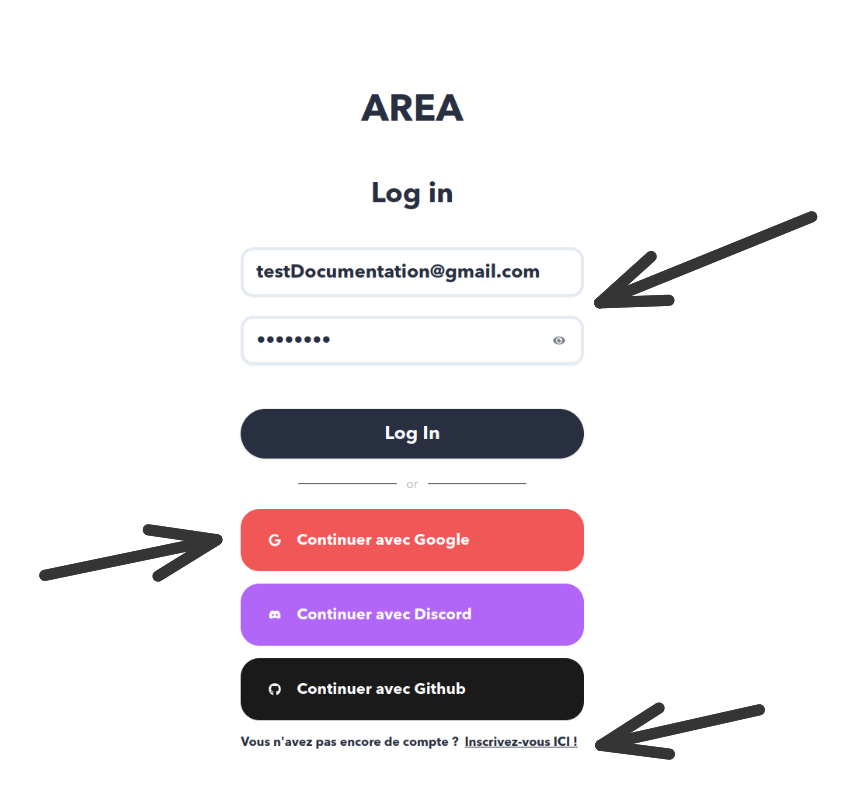 AREA
Log in
testDocumentation@gmail.com
••••••••
Log In
or
Continuer avec Google
Continuer avec Discord
Continuer avec Github
Vous n'avez pas encore de compte ? Inscrivez-vous ICI !